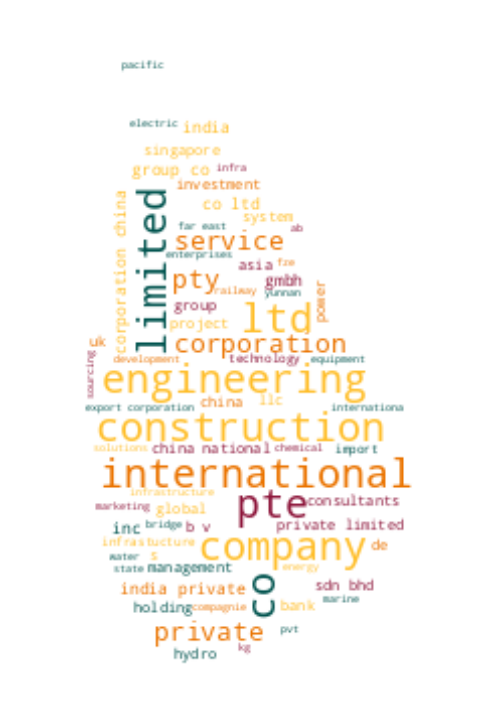 pacific
electric india
singapore
group co infra
investment
corporation china
limited
co ltd
system
far east ab
service
enterprises
asia fze
pty gmbh
railway yunnan
power
group
ltd
project
uk corporation
sourcing
development technology equipment
engineering
china llc
export corporation internationa
construction
solutions china national chemical import
international
infrastructure
marketing global pte consultants
inc bridge b v private limited
infrastucture company de
water s
state management energy
india private co sdn bhd
holding compagnie bank marine
private pvt
hydro kg